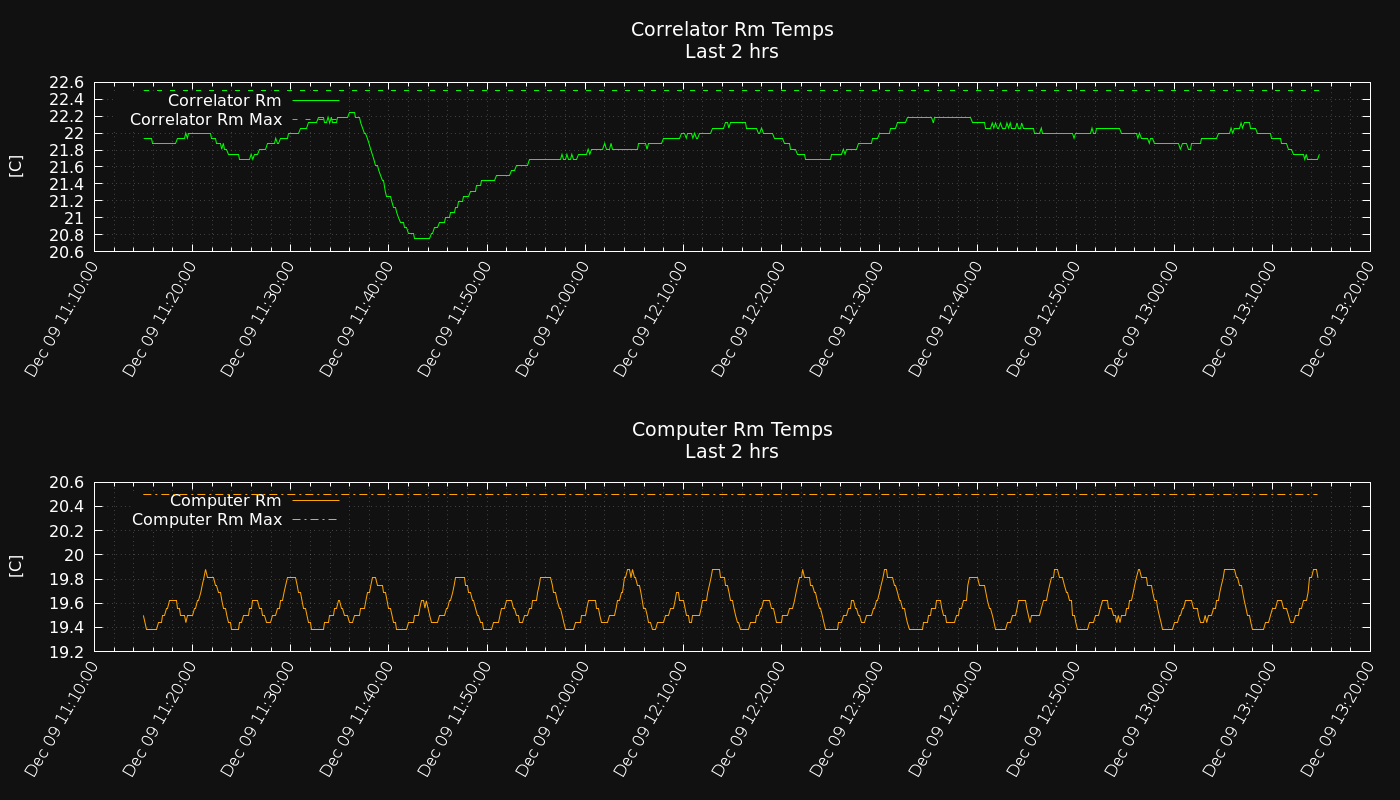 Correlator Rm Temps
Last 2 hrs
22.6
22.4
22.2
22
21.8
21.6
21.4
21.2
21
20.8
20.6
[C]
Correlator Rm
Correlator Rm Max
Dec 09 11:10:00
Dec 09 11:20:00
Dec 09 11:30:00
Dec 09 11:40:00
Dec 09 11:50:00
Dec 09 12:00:00
Dec 09 12:10:00
Dec 09 12:20:00
Dec 09 12:30:00
Dec 09 12:40:00
Dec 09 12:50:00
Dec 09 13:00:00
Dec 09 13:10:00
Dec 09 13:20:00
Computer Rm Temps
Last 2 hrs
20.6
20.4
20.2
20
19.8
19.6
19.4
19.2
[C]
Computer Rm
Computer Rm Max
Dec 09 11:10:00
Dec 09 11:20:00
Dec 09 11:30:00
Dec 09 11:40:00
Dec 09 11:50:00
Dec 09 12:00:00
Dec 09 12:10:00
Dec 09 12:20:00
Dec 09 12:30:00
Dec 09 12:40:00
Dec 09 12:50:00
Dec 09 13:00:00
Dec 09 13:10:00
Dec 09 13:20:00